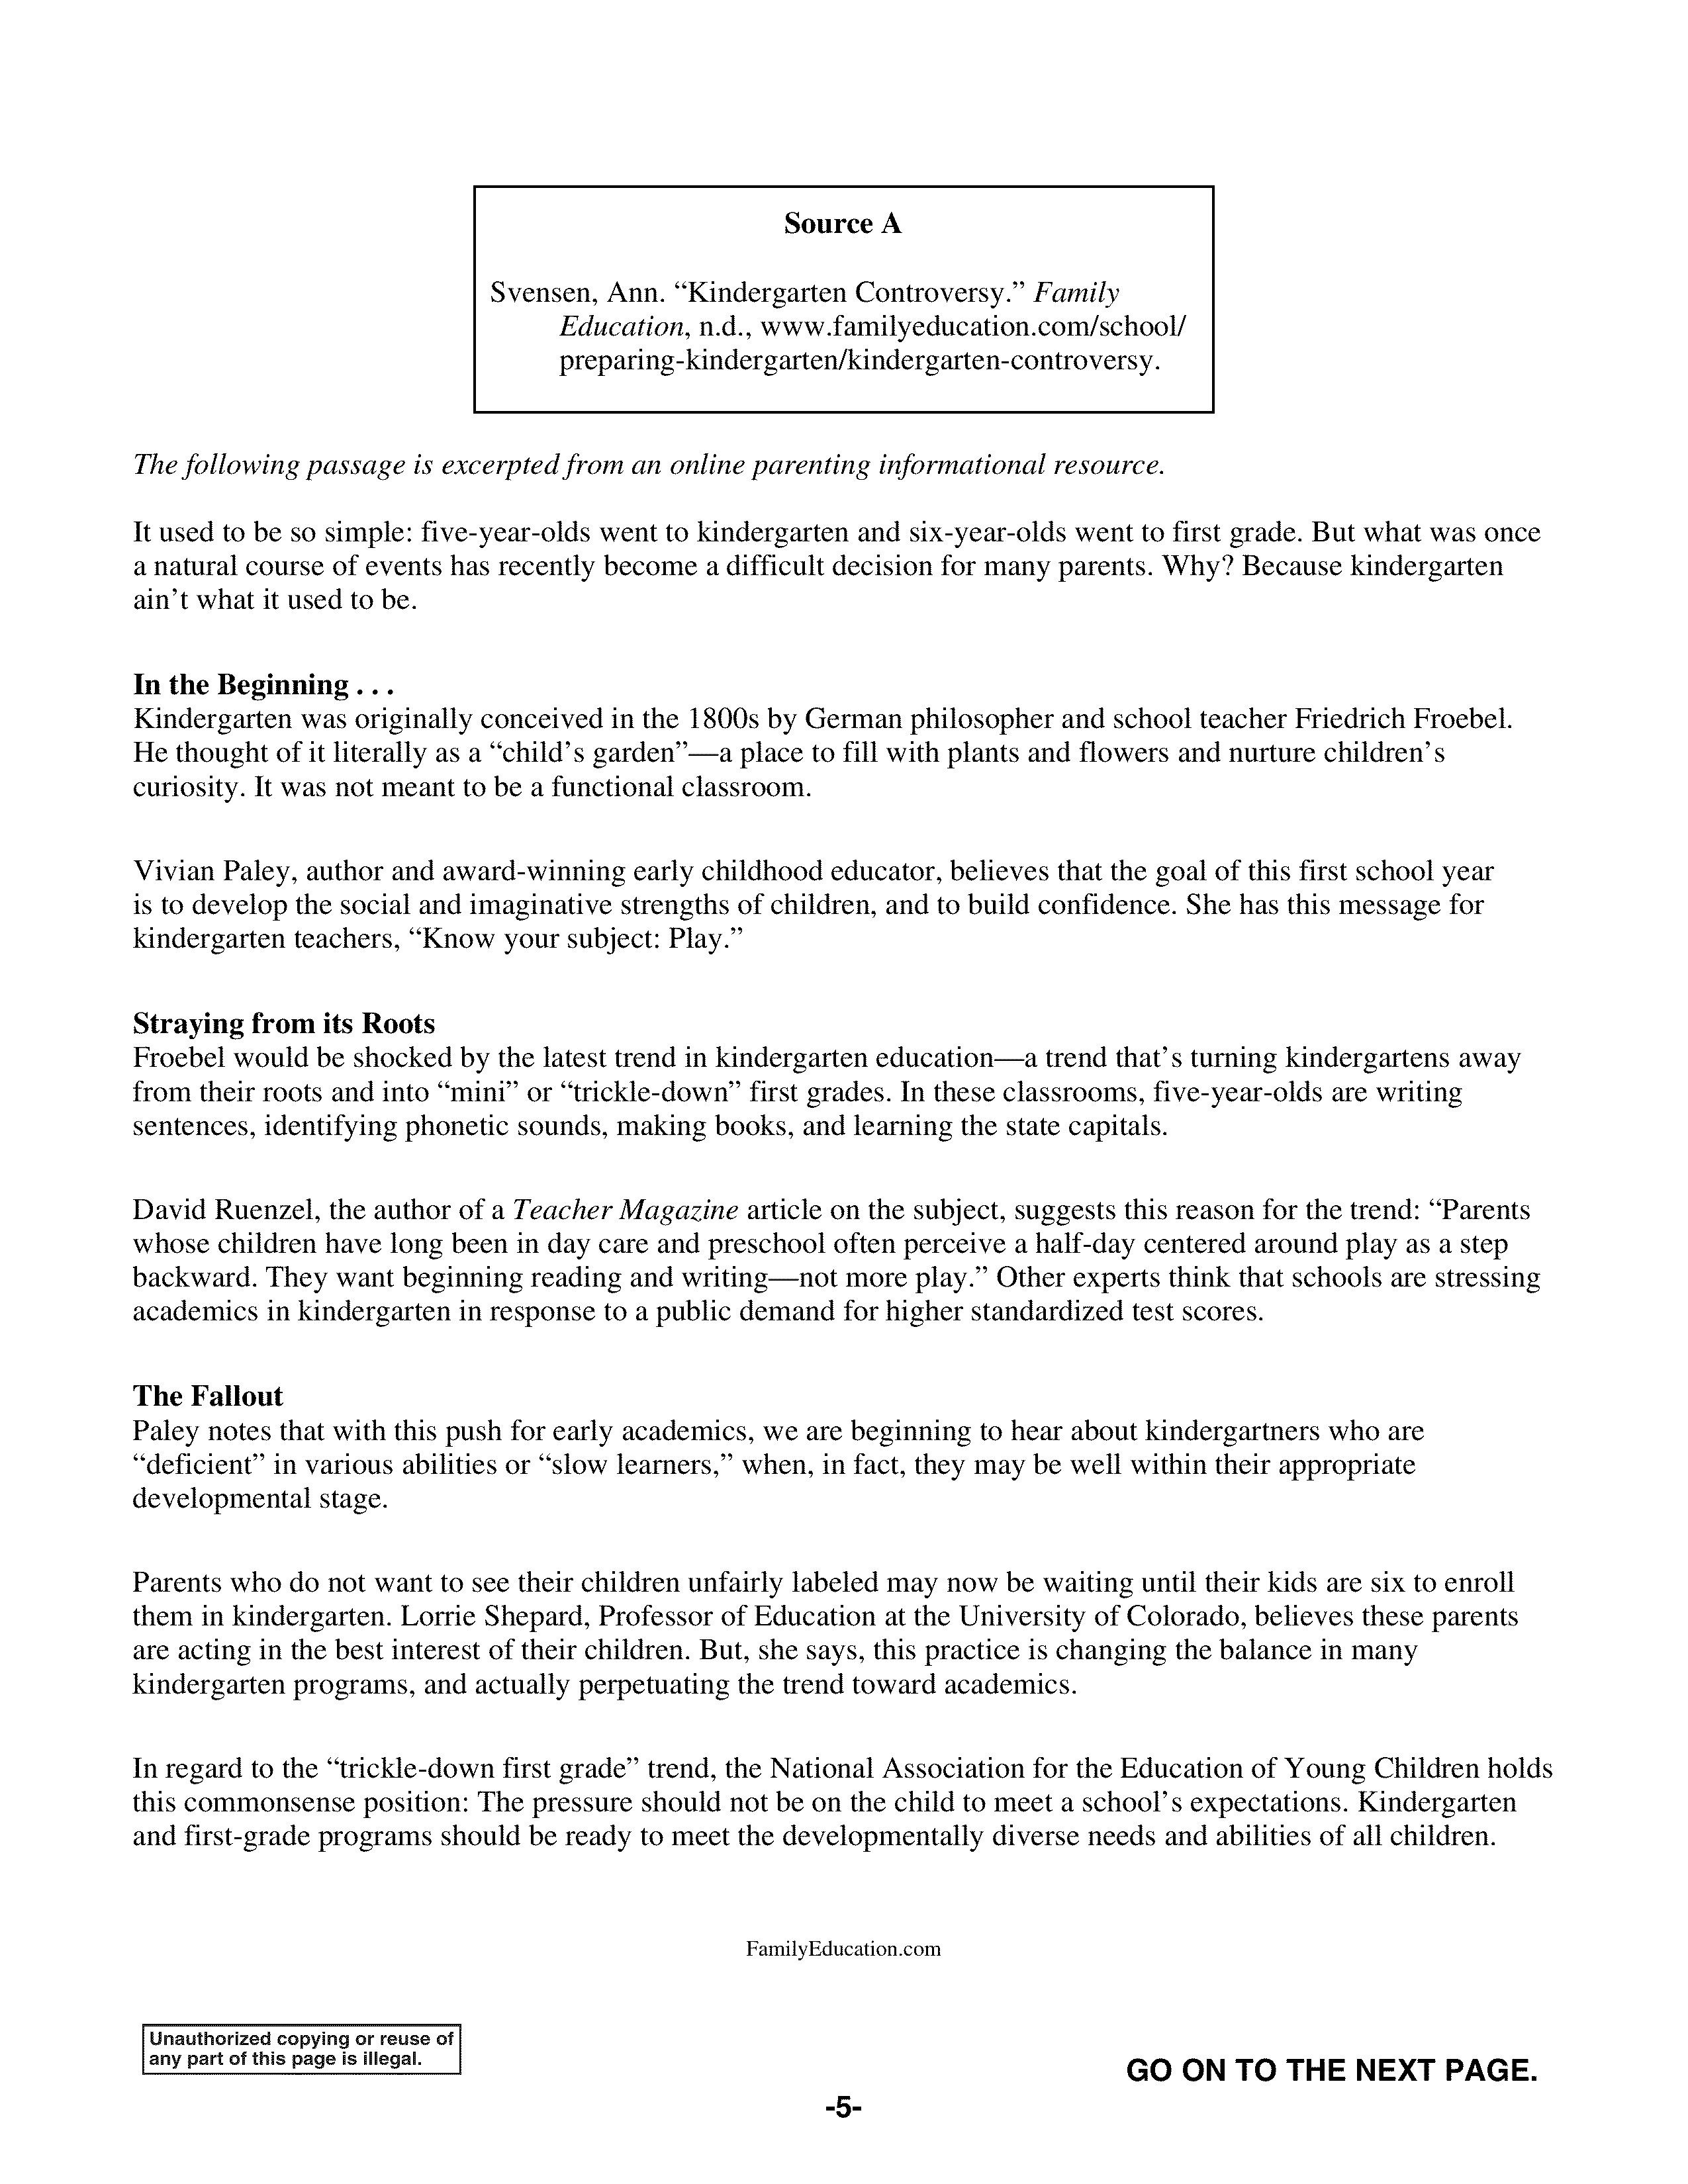 Source A
Svensen, Ann. “Kindergarten Controversy.” Family
Education, n.d., www.familyeducation.com/school/
preparing-kindergarten/kindergarten-controversy.
The following passage is excerpted from an online parenting informational resource.
It used to be so simple: five-year-olds went to kindergarten and six-year-olds went to first grade. But what was once
a natural course of events has recently become a difficult decision for many parents. Why? Because kindergarten
ain’t what it used to be.
In the Beginning . . .
Kindergarten was originally conceived in the 1800s by German philosopher and school teacher Friedrich Froebel.
He thought of it literally as a “child’s garden”—a place to fill with plants and flowers and nurture children’s
curiosity. It was not meant to be a functional classroom.
Vivian Paley, author and award-winning early childhood educator, believes that the goal of this first school year
is to develop the social and imaginative strengths of children, and to build confidence. She has this message for
kindergarten teachers, “Know your subject: Play.”
Straying from its Roots
Froebel would be shocked by the latest trend in kindergarten education—a trend that’s turning kindergartens away
from their roots and into “mini” or “trickle-down” first grades. In these classrooms, five-year-olds are writing
sentences, identifying phonetic sounds, making books, and learning the state capitals.
David Ruenzel, the author of a Teacher Magazine article on the subject, suggests this reason for the trend: “Parents
whose children have long been in day care and preschool often perceive a half-day centered around play as a step
backward. They want beginning reading and writing—not more play.” Other experts think that schools are stressing
academics in kindergarten in response to a public demand for higher standardized test scores.
The Fallout
Paley notes that with this push for early academics, we are beginning to hear about kindergartners who are
“deficient” in various abilities or “slow learners,” when, in fact, they may be well within their appropriate
developmental stage.
Parents who do not want to see their children unfairly labeled may now be waiting until their kids are six to enroll
them in kindergarten. Lorrie Shepard, Professor of Education at the University of Colorado, believes these parents
are acting in the best interest of their children. But, she says, this practice is changing the balance in many
kindergarten programs, and actually perpetuating the trend toward academics.
In regard to the “trickle-down first grade” trend, the National Association for the Education of Young Children holds
this commonsense position: The pressure should not be on the child to meet a school’s expectations. Kindergarten
and first-grade programs should be ready to meet the developmentally diverse needs and abilities of all children.
FamilyEducation.com
Unauthorized copying or reuse of
any part of this page is illegal.
GO ON TO THE NEXT PAGE.
-5-